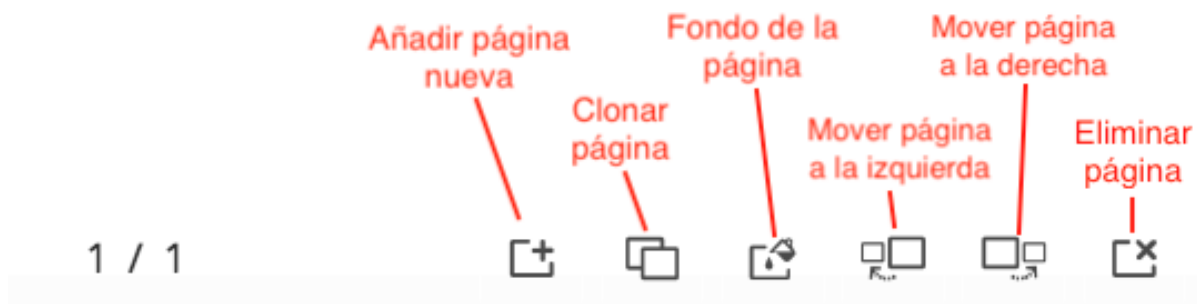 Añadir página
nueva
Clonar
página
Fondo de la
página
Mover página
a la izquierda
Mover página
a la derecha
Eliminar
página
1 / 1